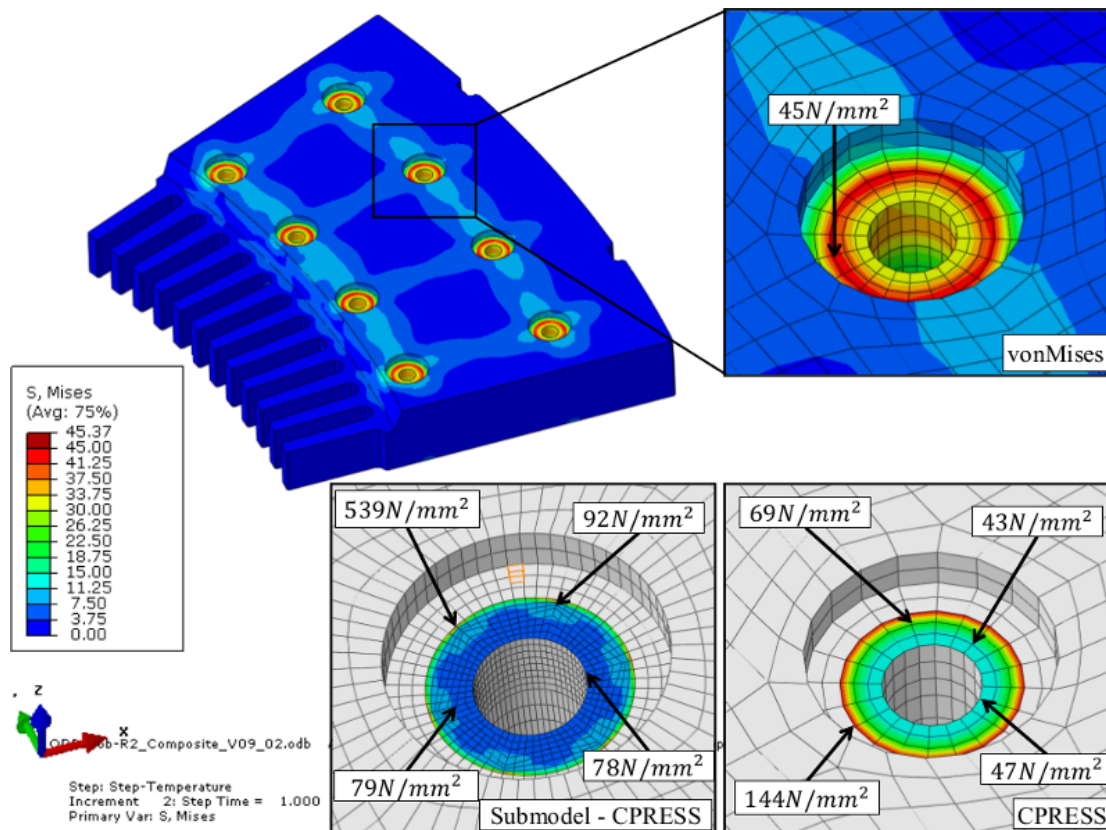 45N/mm²
vonMises
S, Mises
(Avg: 75%)
45.37
45.00
41.25
37.50
33.75
30.00
26.25
22.50
18.75
15.00
11.25
7.50
3.75
0.00
539N/mm²
92N/mm²
79N/mm²
78N/mm²
Submodel - CPRESS
69N/mm²
43N/mm²
144N/mm²
47N/mm²
CPRESS
Z
X
b-R2_Composite_V09_02.odb
Step: Step-Temperature
Increment 2: Step Time = 1.000
Primary Var: S, Mises